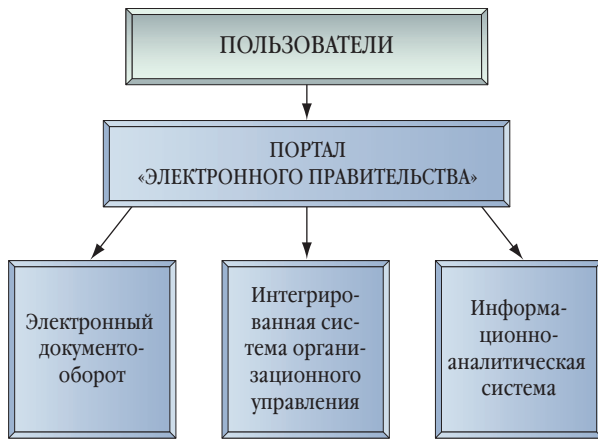 ПОЛЬЗОВАТЕЛИ
ПОРТАЛ
«ЭЛЕКТРОННОГО ПРАВИТЕЛЬСТВА»
Электронный
документо-
оборот
Интегриро-
ванная сис-
тема органи-
зационного
управления
Информа-
ционно-
аналитическая
система